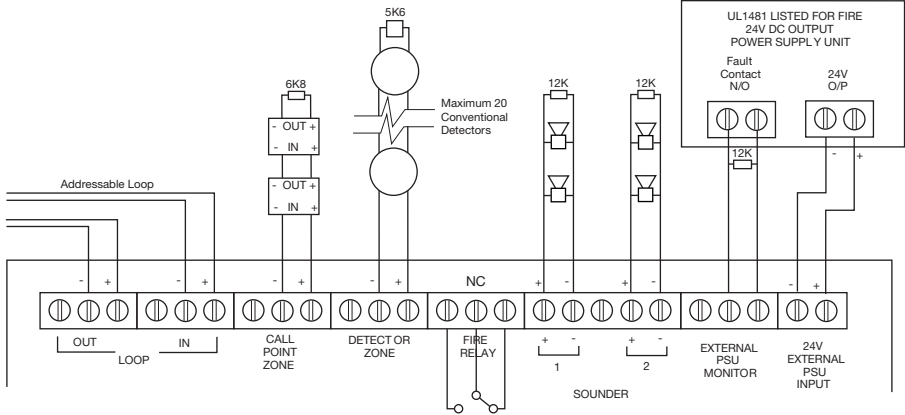 5K6
UL1481 LISTED FOR FIRE
24V DC OUTPUT
POWER SUPPLY UNIT
Fault
Contact
N/O
24V
O/P
6K8
12K
12K
Maximum 20
Conventional
Detectors
- OUT +
- IN +
12K
- +
Addressable Loop
- OUT +
- IN +
NC
- + - + - + - + + - + - - +
OUT
IN
LOOP
CALL
POINT
ZONE
DETECTOR
ZONE
FIRE
RELAY
+ - + -
1 2
SOUNDER
EXTERNAL
PSU
MONITOR
24V
EXTERNAL
PSU
INPUT